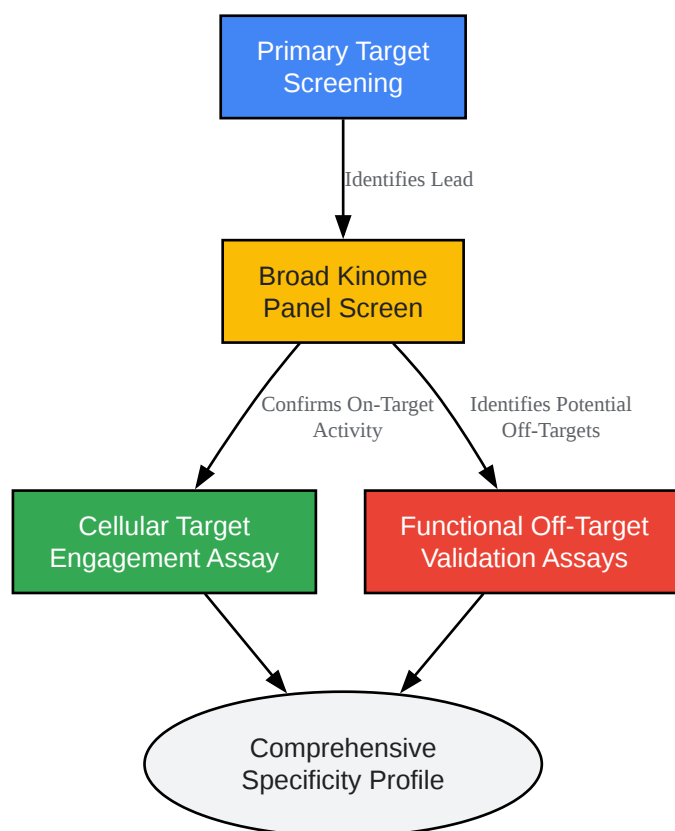 Primary Target
Screening
Identifies Lead
Broad Kinome
Panel Screen
Confirms On-Target
Activity
Identifies Potential
Off-Targets
Cellular Target
Engagement Assay
Functional Off-Target
Validation Assays
Comprehensive
Specificity Profile